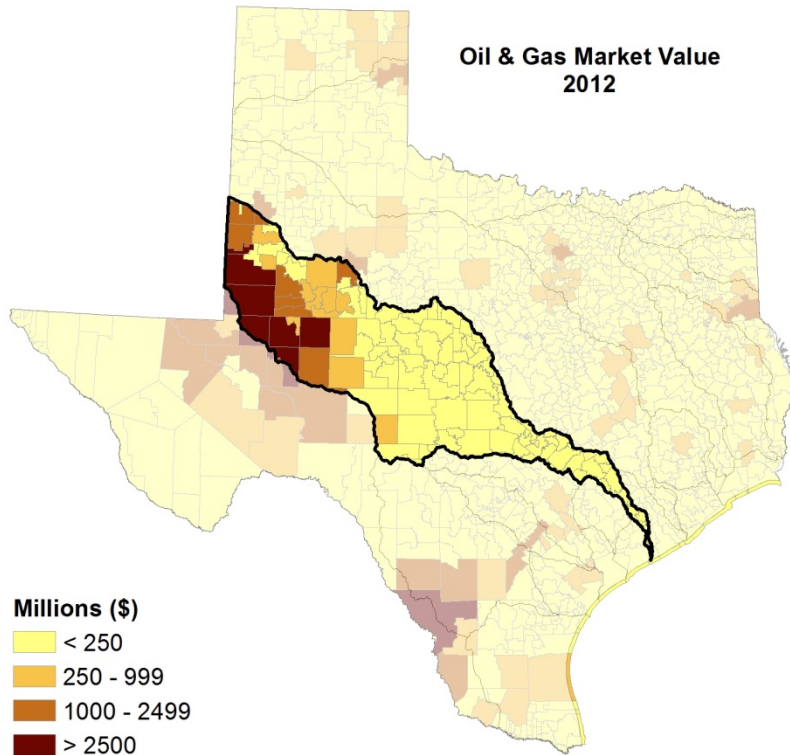 Oil & Gas Market Value
2012
Millions ($)
< 250
250 - 999
1000 - 2499
> 2500